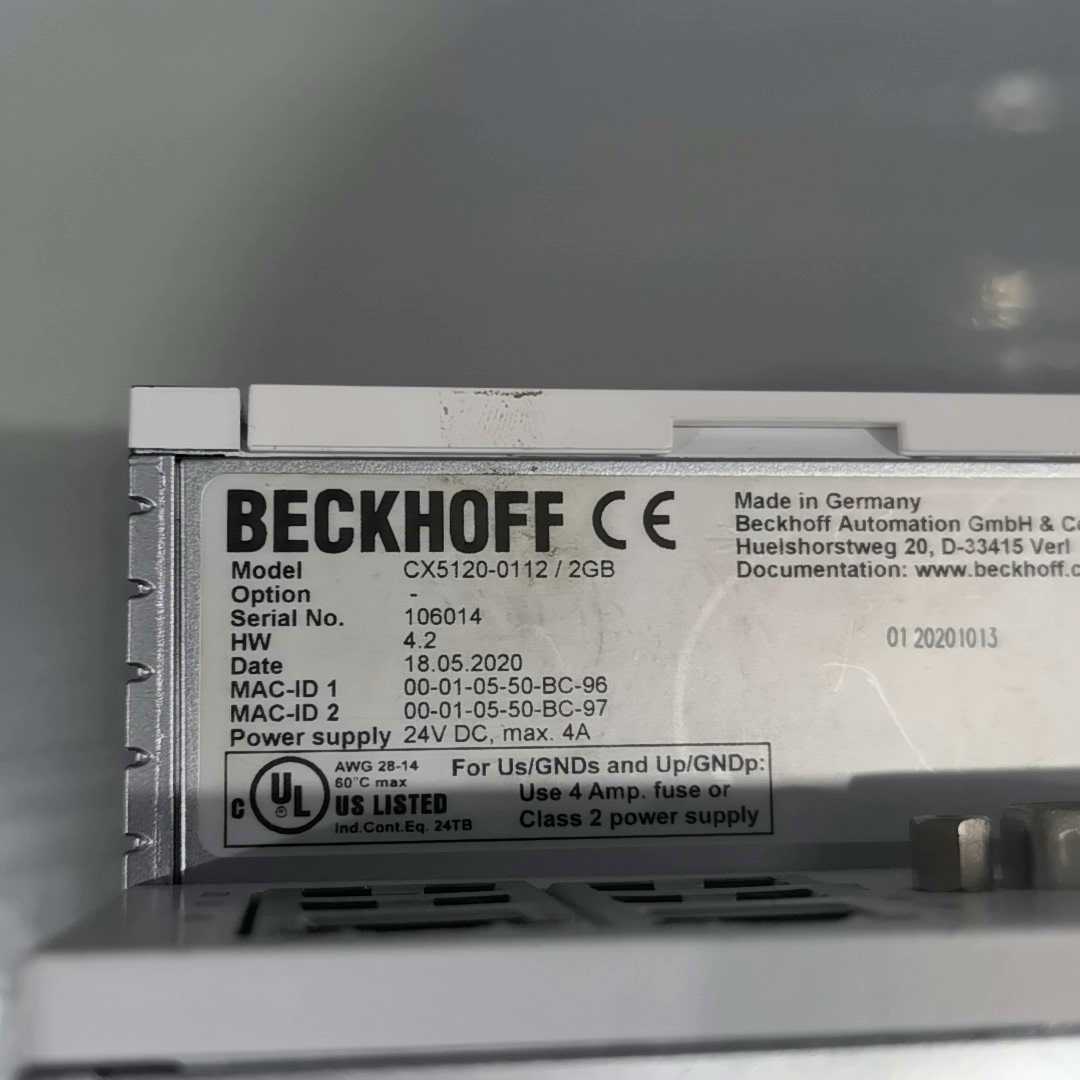 BECKHOFF CE
Made in Germany
Beckhoff Automation GmbH & Co
Huelshorstweg 20, D-33415 Verl
Documentation: www.beckhoff.c
Model CX5120-0112 / 2GB
Option -
Serial No. 106014
HW 4.2
Date 18.05.2020
MAC-ID 1 00-01-05-50-BC-96
MAC-ID 2 00-01-05-50-BC-97
Power supply 24V DC, max. 4A
01 20201013
C UL US LISTED
AWG 28-14
60°C max
Ind.Cont.Eq. 24TB
For Us/GNDs and Up/GNDp:
Use 4 Amp. fuse or
Class 2 power supply